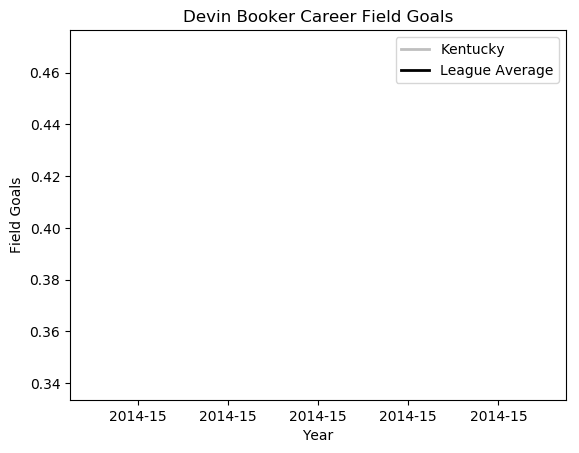 Devin Booker Career Field Goals
Kentucky
League Average
Field Goals
0.46
0.44
0.42
0.40
0.38
0.36
0.34
2014-15 2014-15 2014-15 2014-15 2014-15
Year